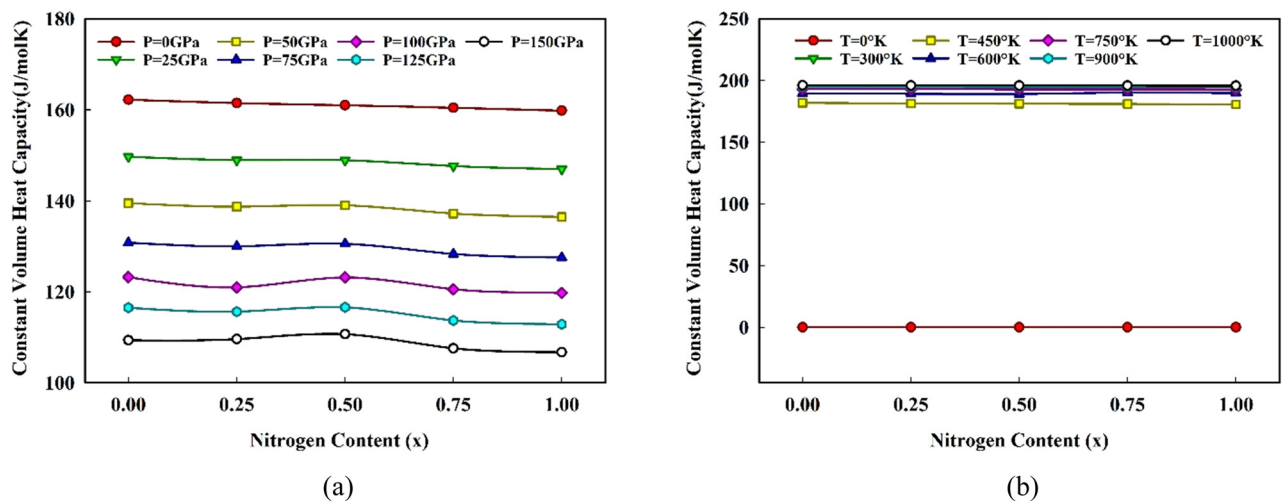 180
160
140
120
100
Constant Volume Heat Capacity(J/molK)
P=0GPa P=50GPa P=100GPa P=150GPa
P=25GPa P=75GPa P=125GPa
0.00 0.25 0.50 0.75 1.00
Nitrogen Content (x)
(a)
250
200
150
100
50
0
Constant Volume Heat Capacity(J/molK)
T=0°K T=450°K T=750°K T=1000°K
T=300°K T=600°K T=900°K
0.00 0.25 0.50 0.75 1.00
Nitrogen Content (x)
(b)